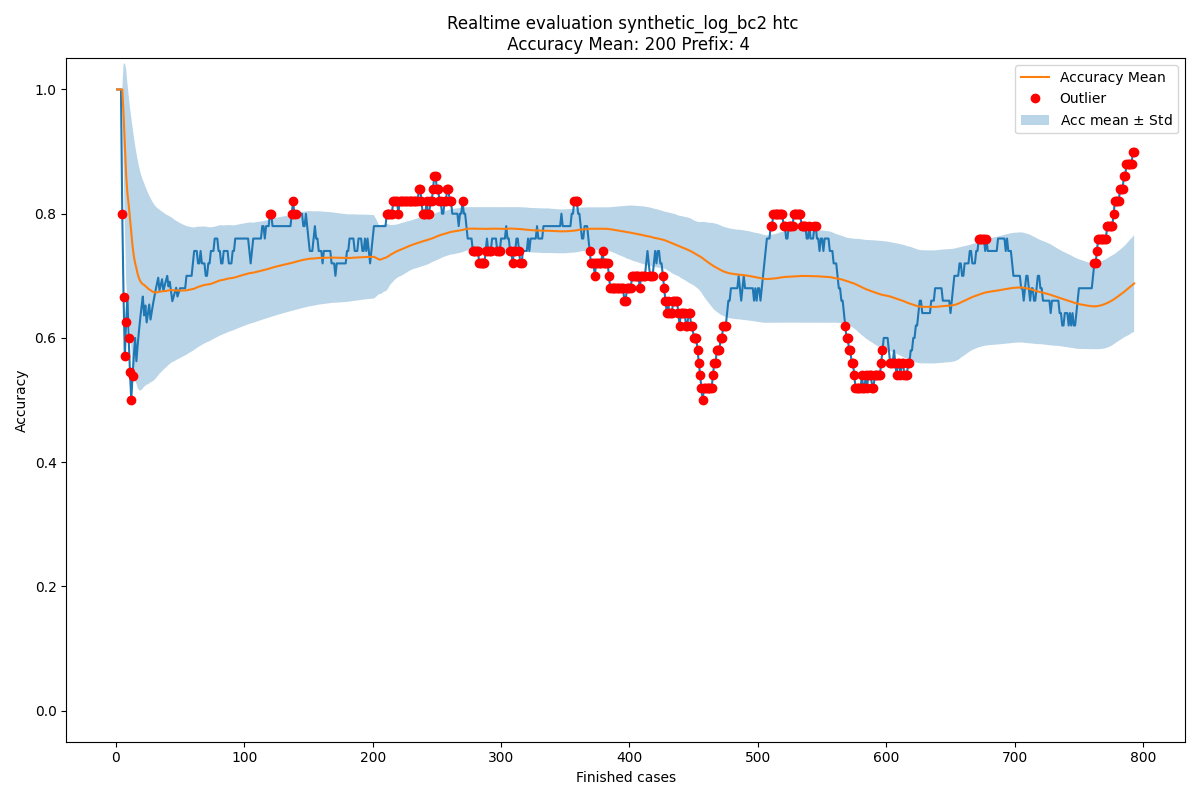 Realtime evaluation synthetic_log_bc2 htc
Accuracy Mean: 200 Prefix: 4
Accuracy Mean
Outlier
Acc mean ± Std
1.0
0.8
0.6
0.4
0.2
0.0
Accuracy
0 100 200 300 400 500 600 700 800
Finished cases